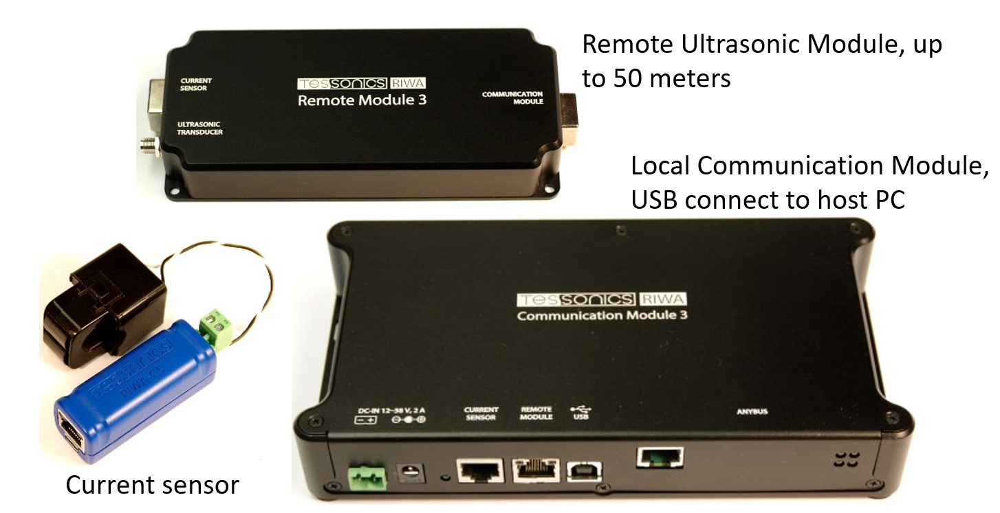 Remote Ultrasonic Module, up
to 50 meters
CURRENT
SENSOR
TESSONICS RIWA
Remote Module 3
COMMUNICATION
MODULE
ULTRASONIC
TRANSDUCER
Local Communication Module,
USB connect to host PC
TESSONICS
RIWA-CS
Current sensor
TESSONICS RIWA
Communication Module 3
DC-IN 12–38 V, 2 A
CURRENT
SENSOR
REMOTE
MODULE
USB
ANYBUS